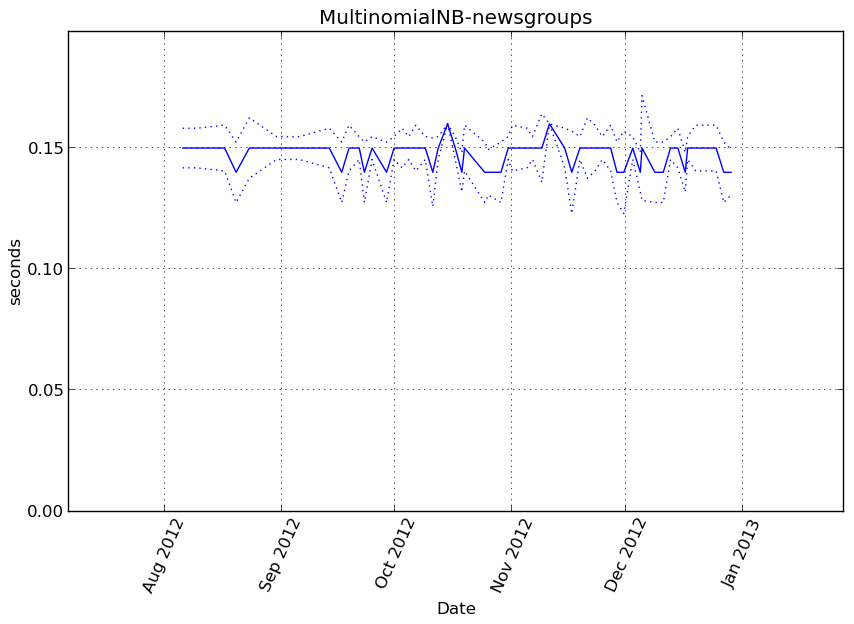 MultinomialNB-newsgroups
0.15
0.10
0.05
0.00
seconds
Aug 2012
Sep 2012
Oct 2012
Nov 2012
Dec 2012
Jan 2013
Date